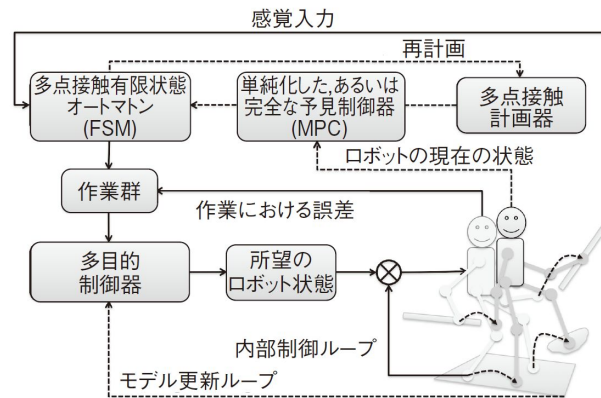 感覚入力
再計画
多点接触有限状態
オートマトン
(FSM)
単純化した,あるいは
完全な予見制御器
(MPC)
多点接触
計画器
ロボットの現在の状態
作業群
作業における誤差
多目的
制御器
所望の
ロボット状態
内部制御ループ
モデル更新ループ